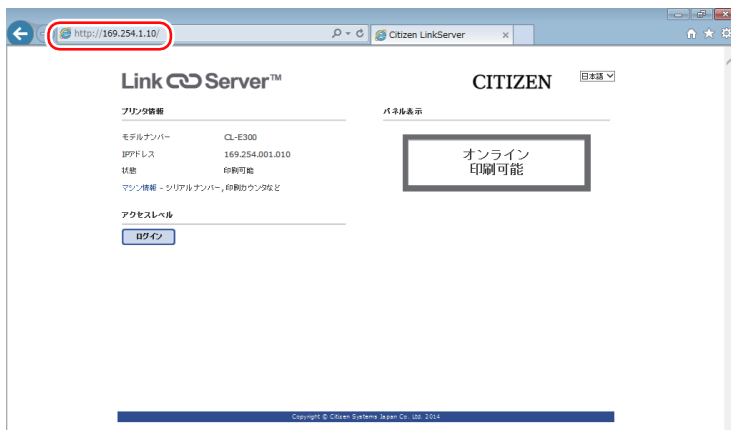 http://169.254.1.10/
Citizen LinkServer
Link Server™
CITIZEN
日本語
プリンタ情報
パネル表示
モデルナンバー CL-E300
IPアドレス 169.254.001.010
状態 印刷可能
マシン情報 - シリアルナンバー, 印刷カウンタなど
オンライン
印刷可能
アクセスレベル
ログイン
Copyright © Citizen Systems Japan Co. Ltd. 2014